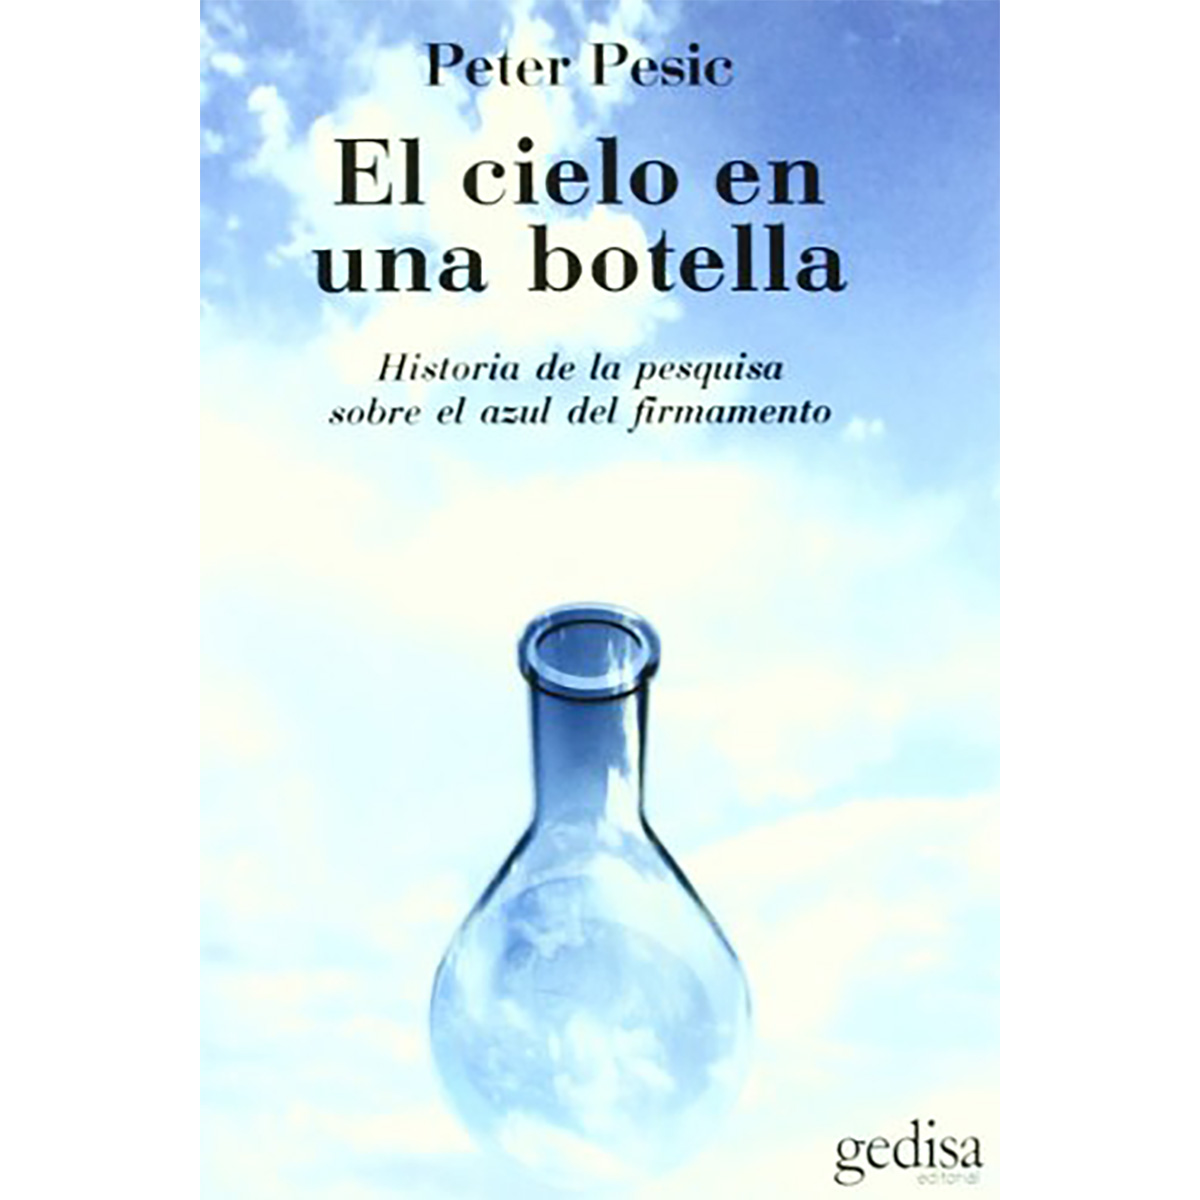 Peter Pesic
El cielo en
una botella
Historia de la pesquisa
sobre el azul del firmamento
gedisa
editorial